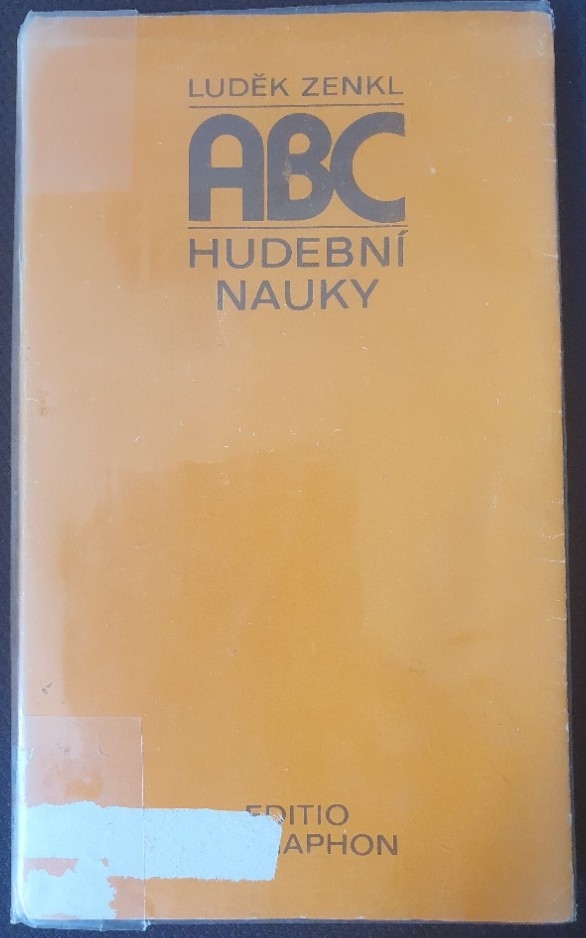 LUDĚK ZENKL
ABC
HUDEBNÍ
NAUKY
EDITIO